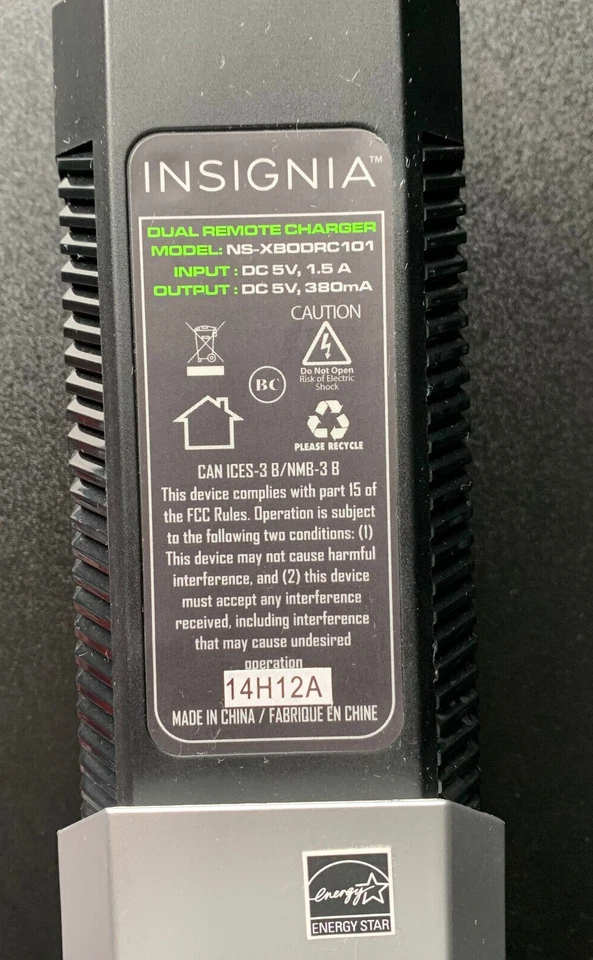 INSIGNIA™
DUAL REMOTE CHARGER
MODEL: NS-XB0DRC101
INPUT : DC 5V, 1.5 A
OUTPUT : DC 5V, 380mA
CAUTION
Do Not Open
Risk of Electric
Shock
BC
PLEASE RECYCLE
CAN ICES-3 B/NMB-3 B
This device complies with part 15 of
the FCC Rules. Operation is subject
to the following two conditions: (1)
This device may not cause harmful
interference, and (2) this device
must accept any interference
received, including interference
that may cause undesired
operation
14H12A
MADE IN CHINA / FABRIQUE EN CHINE
energy
ENERGY STAR